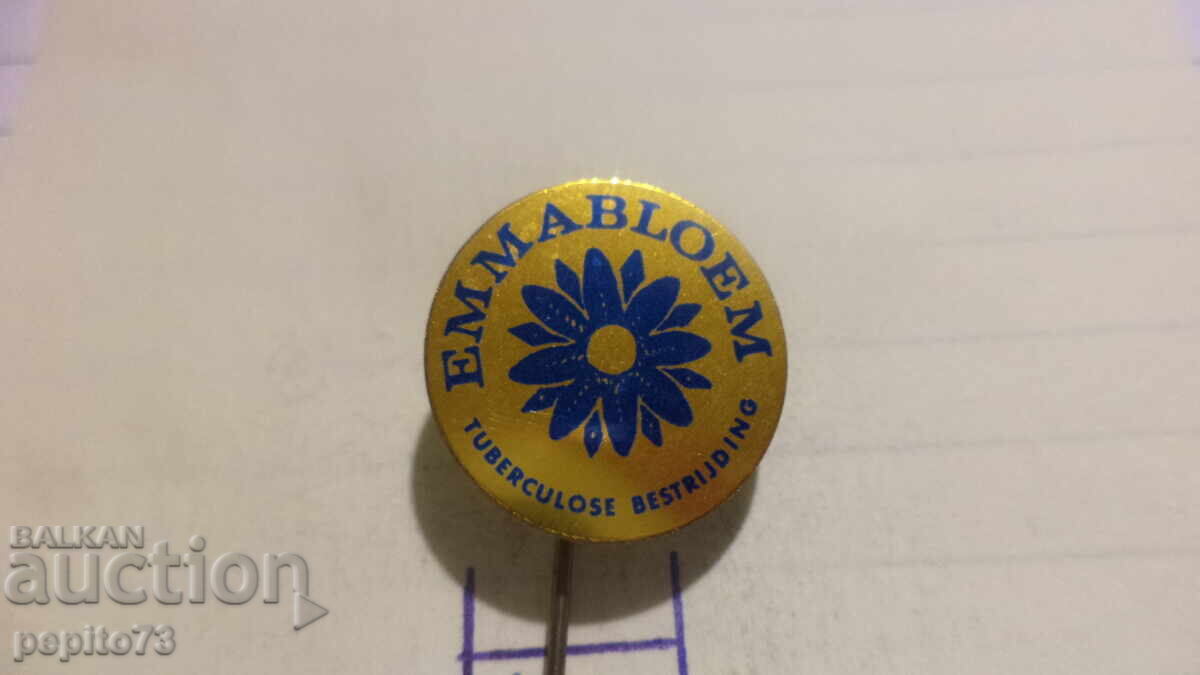 EMMABLOEM
TUBERCULOSE BESTRIJDING
BALKAN
auction
pepito73